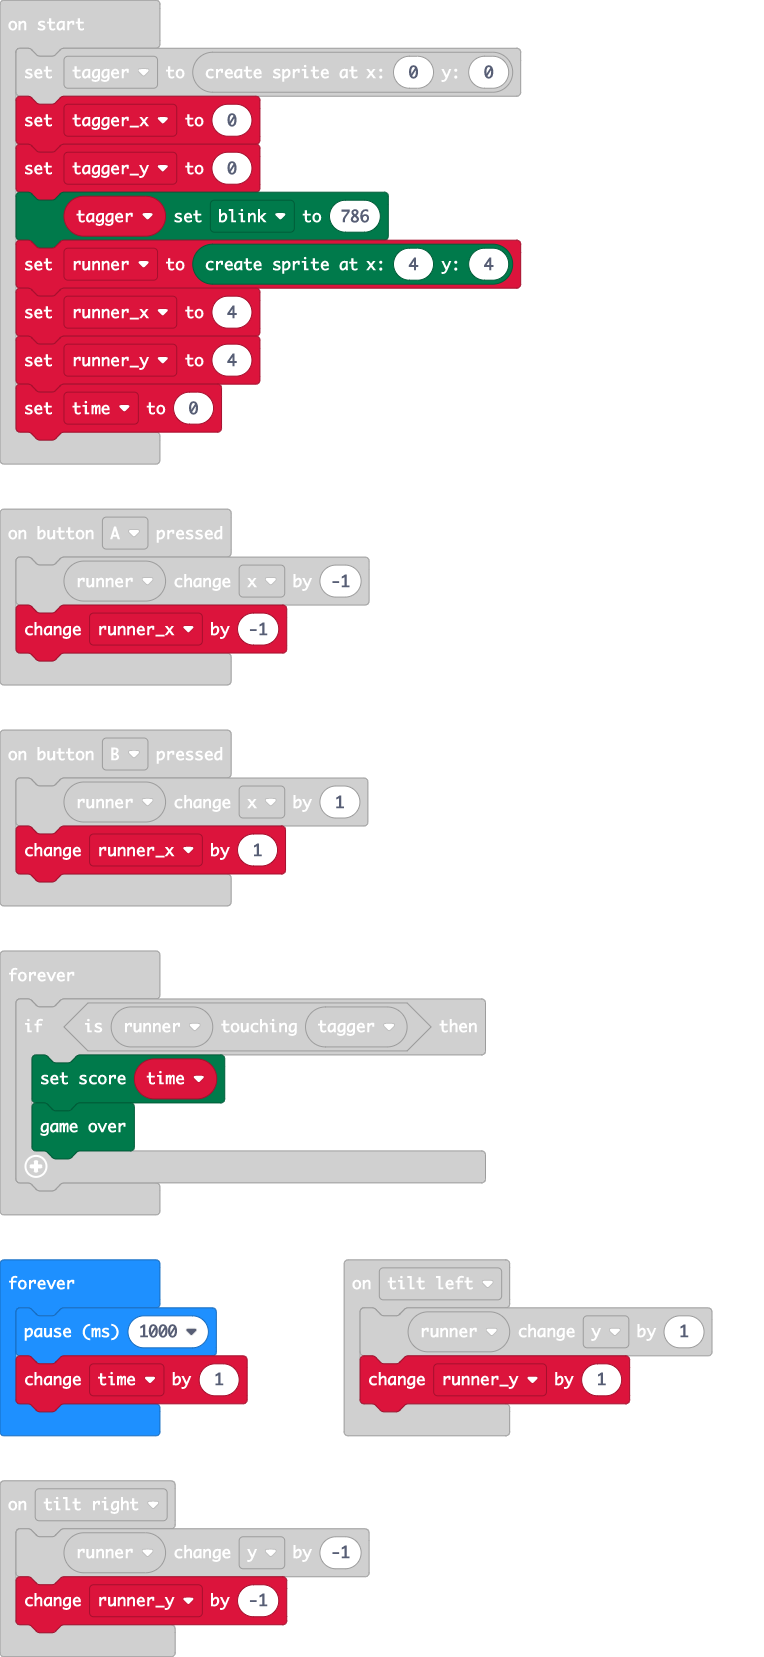 on start
set tagger to create sprite at x: 0 y: 0
set tagger_x to 0
set tagger_y to 0
tagger set blink to 786
set runner to create sprite at x: 4 y: 4
set runner_x to 4
set runner_y to 4
set time to 0
on button A pressed
runner change x by -1
change runner_x by -1
on button B pressed
runner change x by 1
change runner_x by 1
forever
if is runner touching tagger then
set score time
game over
forever
pause (ms) 1000
change time by 1
on tilt left
runner change y by 1
change runner_y by 1
on tilt right
runner change y by -1
change runner_y by -1